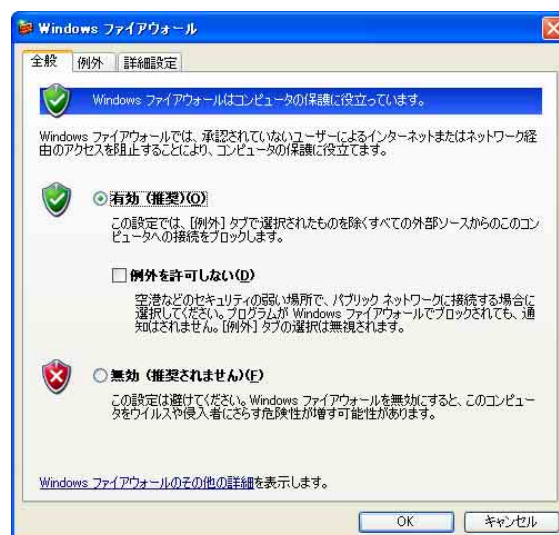 Windows ファイアウォール
全般 例外 詳細設定
Windows ファイアウォールはコンピュータの保護に役立っています。
Windows ファイアウォールでは、承認されていないユーザーによるインターネットまたはネットワーク経
由のアクセスを阻止することにより、コンピュータの保護に役立てます。
有効 (推奨)(O)
この設定では、[例外] タブで選択されたものを除くすべての外部ソースからのこのコン
ピュータへの接続をブロックします。
例外を許可しない(D)
空港などのセキュリティの弱い場所で、パブリック ネットワークに接続する場合に
選択してください。プログラムが Windows ファイアウォールでブロックされても、通
知はされません。[例外] タブの選択は無視されます。
無効 (推奨されません)(F)
この設定は避けてください。Windows ファイアウォールを無効にすると、このコンピュー
タをウイルスや侵入者にさらす危険性が増す可能性があります。
Windows ファイアウォールのその他の詳細を表示します。
OK キャンセル